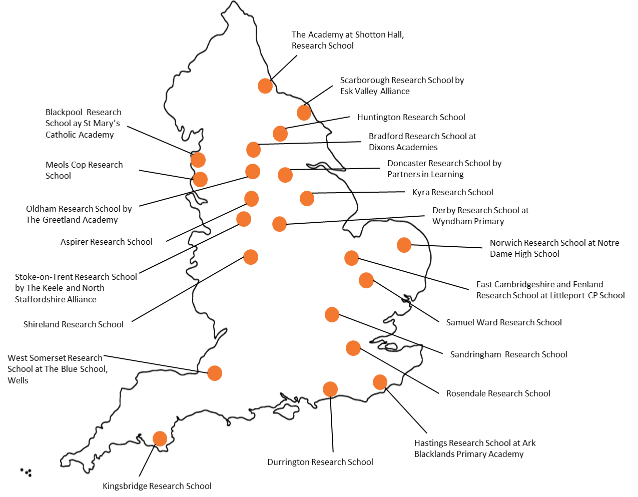 The Academy at Shotton Hall,
Research School
Scarborough Research School by
Esk Valley Alliance
Blackpool Research
School ay St Mary's
Catholic Academy
Huntington Research School
Bradford Research School at
Dixons Academies
Meols Cop Research
School
Doncaster Research School by
Partners in Learning
Kyra Research School
Oldham Research School by
The Greetland Academy
Derby Research School at
Wyndham Primary
Aspirer Research School
Norwich Research School at Notre
Dame High School
Stoke-on-Trent Research School
by The Keele and North
Staffordshire Alliance
East Cambridgeshire and Fenland
Research School at Littleport CP School
Shireland Research School
Samuel Ward Research School
Sandringham Research School
West Somerset Research
School at The Blue School,
Wells
Rosendale Research School
Hastings Research School at Ark
Blacklands Primary Academy
Durrington Research School
Kingsbridge Research School